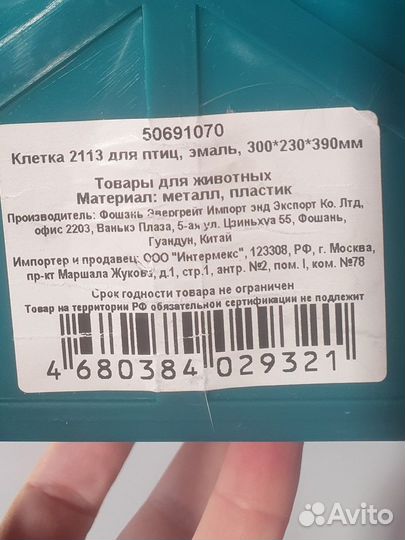 50691070
Клетка 2113 для птиц, эмаль, 300*230*390мм
Товары для животных
Материал: металл, пластик
Производитель: Фошань Эвергрейт Импорт энд Экспорт Ко. Лтд,
офис 2203, Ванькэ Плаза, 5-ая ул. Цзиньхуа 55, Фошань,
Гуандун, Китай
Импортер и продавец: ООО "Интермекс", 123308, РФ, г. Москва,
пр-кт Маршала Жукова, д.1, стр.1, антр. №2, пом. I, ком. №78
Срок годности товара не ограничен
Товар на территории РФ обязательной сертификации не подлежит
4 680384 029321
Avito